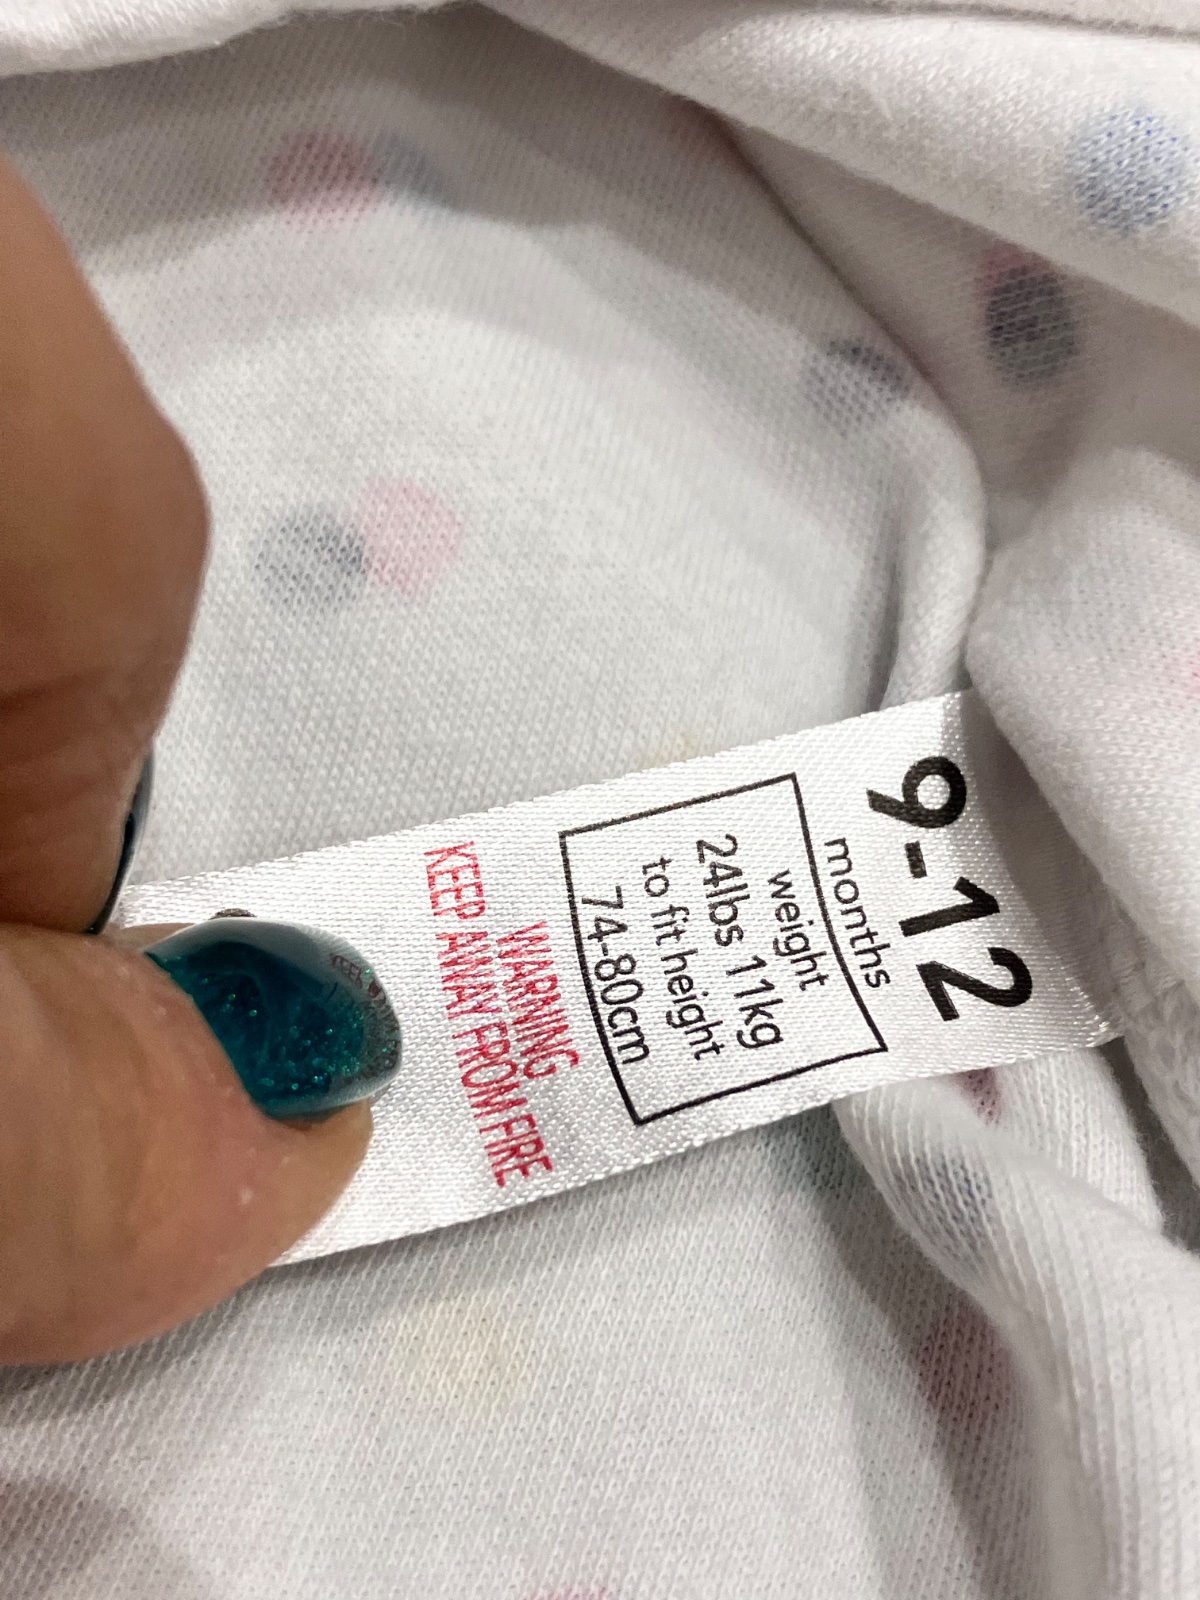 9-12
months
weight
24lbs 11kg
to fit height
74-80cm
WARNING
KEEP AWAY FROM FIRE